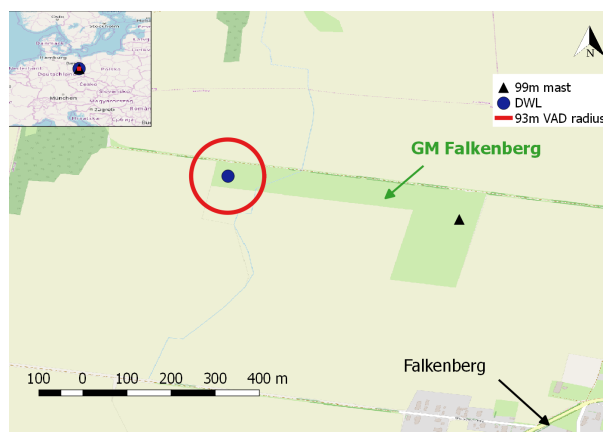 N
99m mast
DWL
93m VAD radius
GM Falkenberg
Falkenberg
100 0 100 200 300 400 m